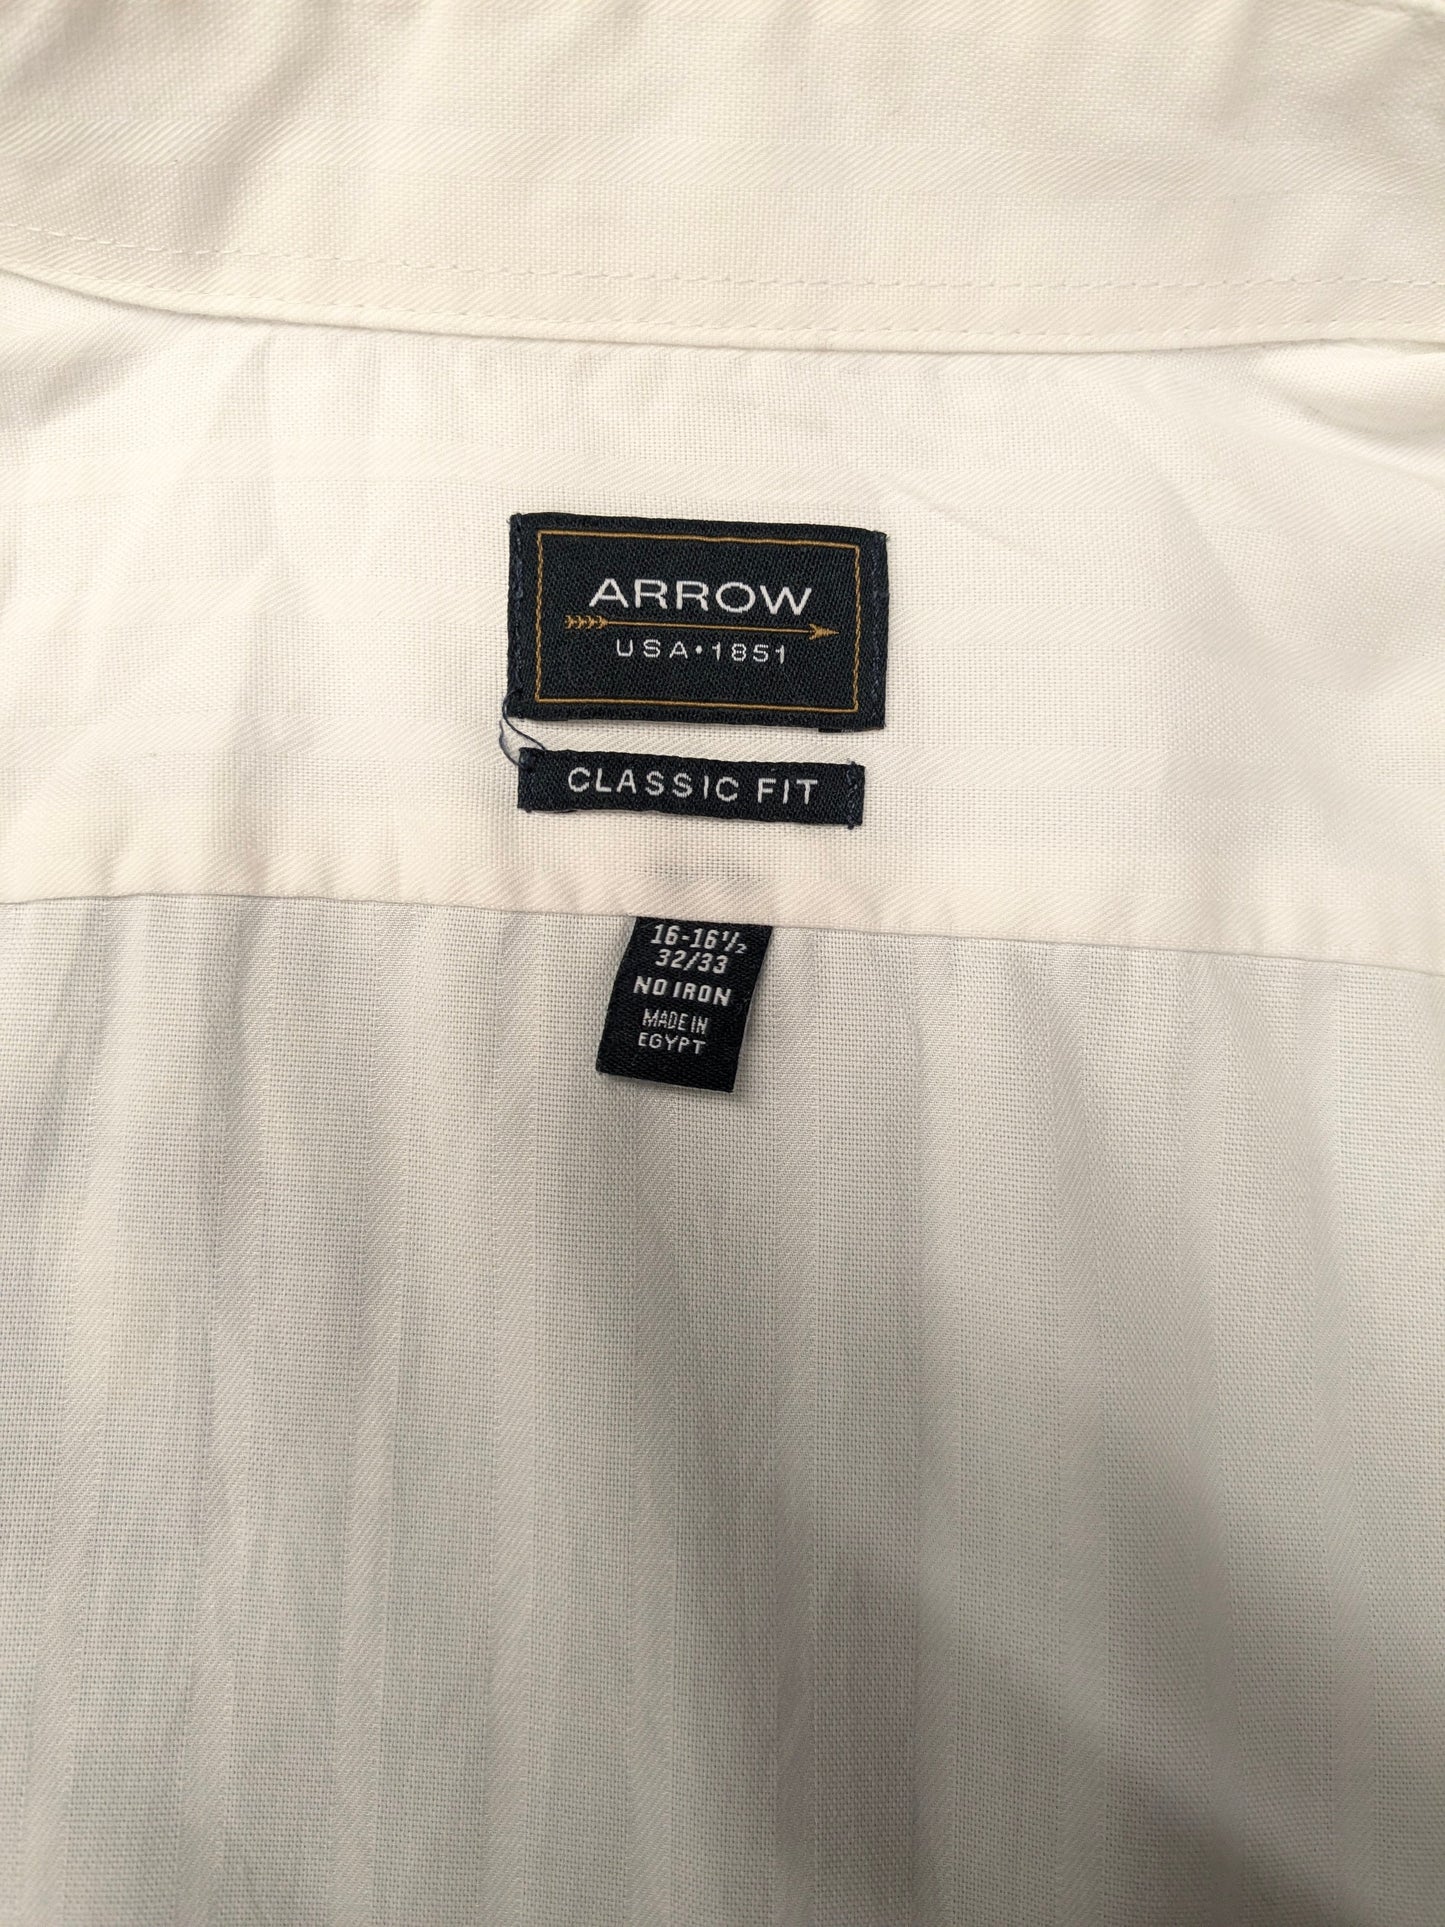 ARROW
USA•1851
CLASSIC FIT
16-16½
32/33
NO IRON
MADE IN
EGYPT